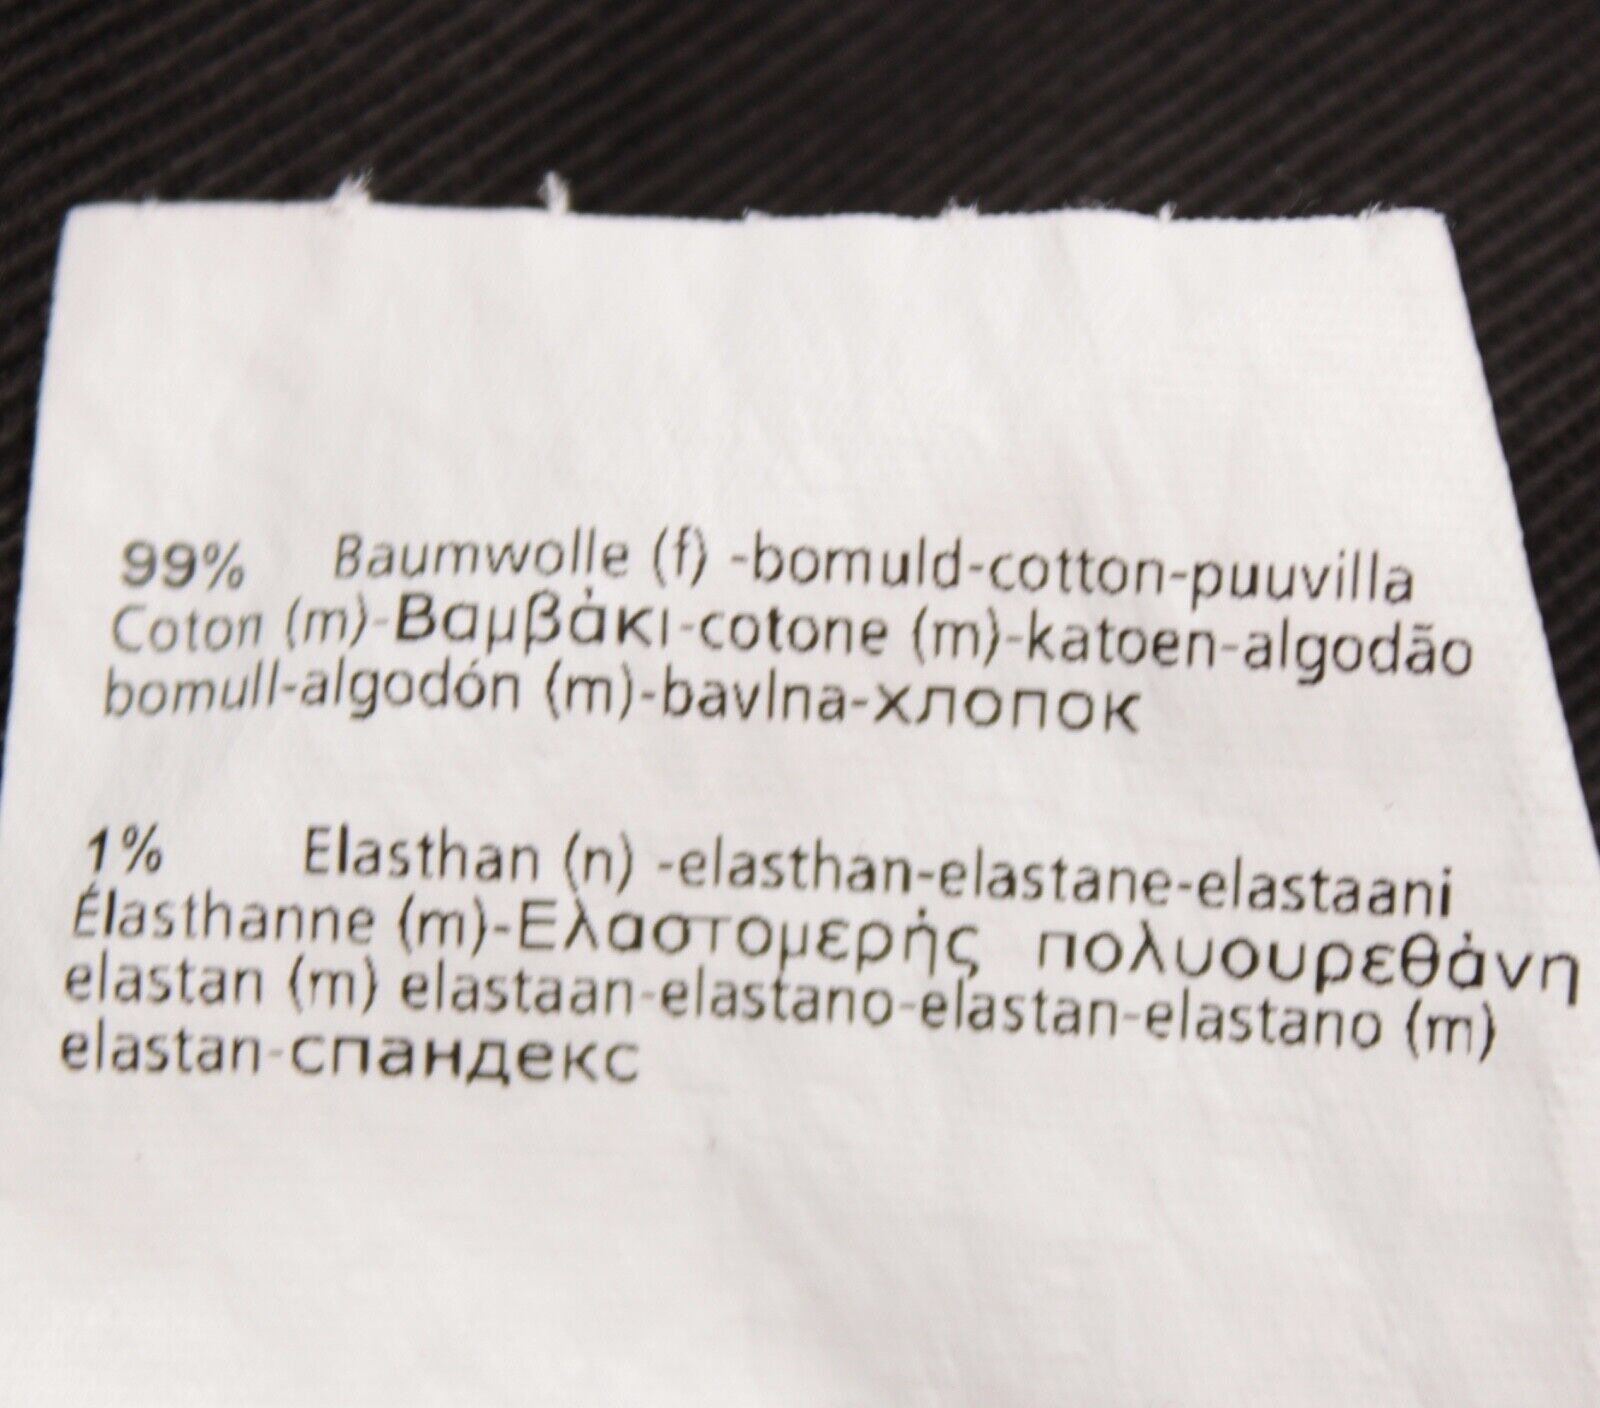 99% Baumwolle (f) -bomuld-cotton-puuvilla
Coton (m)-Βαμβάκι-cotone (m)-katoen-algodão
bomull-algodón (m)-bavlna-хлопок
1% Elasthan (n) -elasthan-elastane-elastaani
Élasthanne (m)-Ελαστομερής πολυουρεθάνη
elastan (m) elastaan-elastano-elastan-elastano (m)
elastan-спандекс